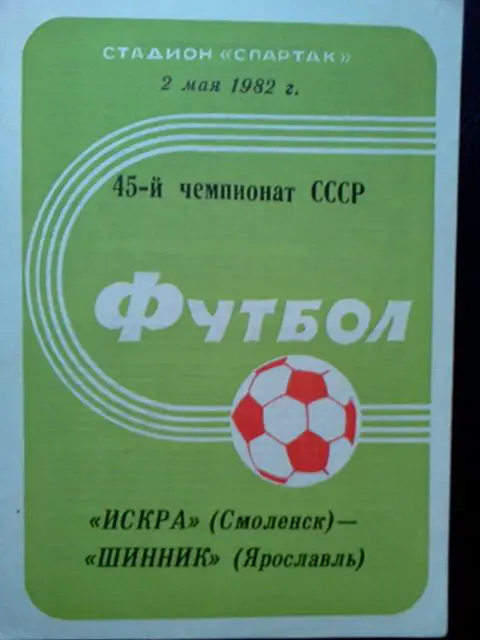 СТАДИОН «СПАРТАК»
2 мая 1982 г.
45-й чемпионат СССР
ФУТБОЛ
«ИСКРА» (Смоленск)—
«ШИННИК» (Ярославль)